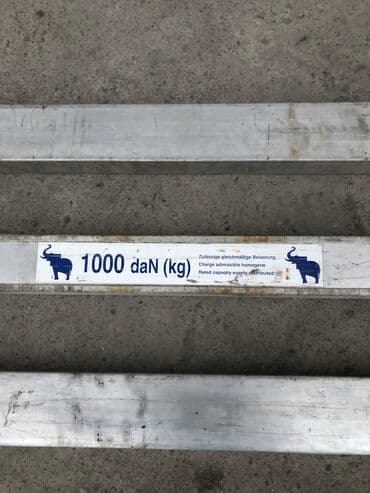 1000 daN (kg)
Zulässige gleichmäßige Belastung
Charge admissible homogène
Rated capacity evenly distributed